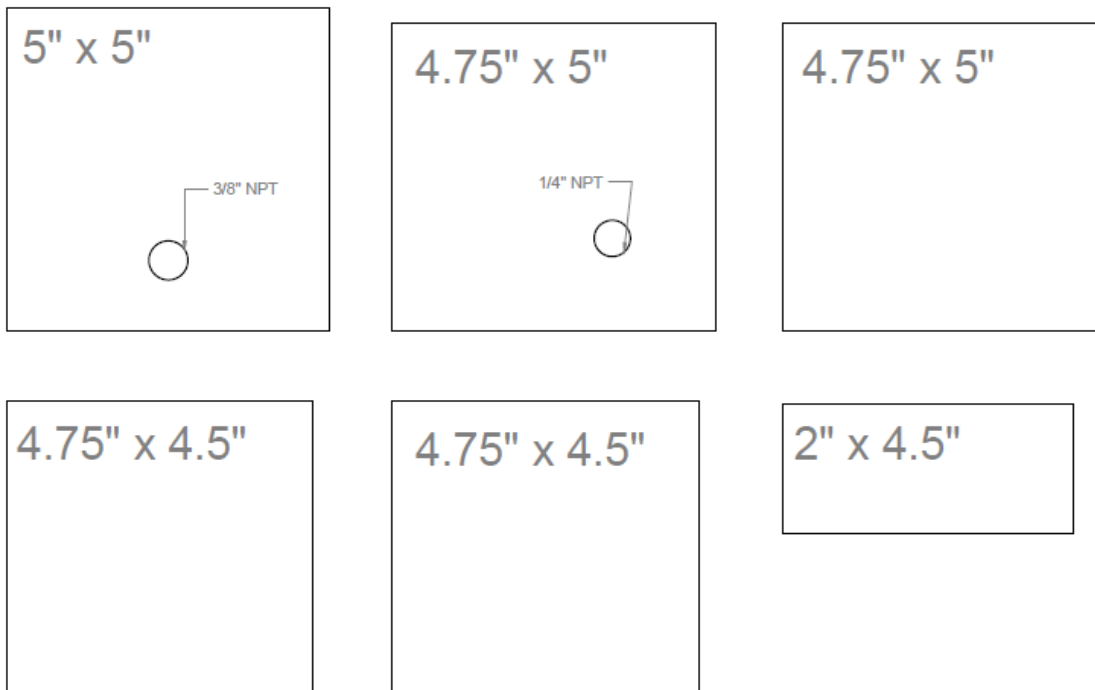 5" x 5"
4.75" x 5"
4.75" x 5"
3/8" NPT
1/4" NPT
4.75" x 4.5"
4.75" x 4.5"
2" x 4.5"